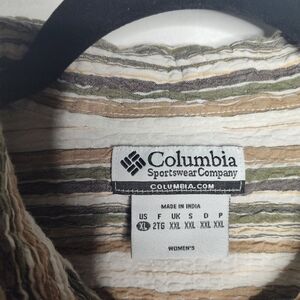 Columbia
Sportswear Company
COLUMBIA.COM
MADE IN INDIA
US F UK S D P
XL 2TG XXL XXL XXL XXL
WOMEN'S